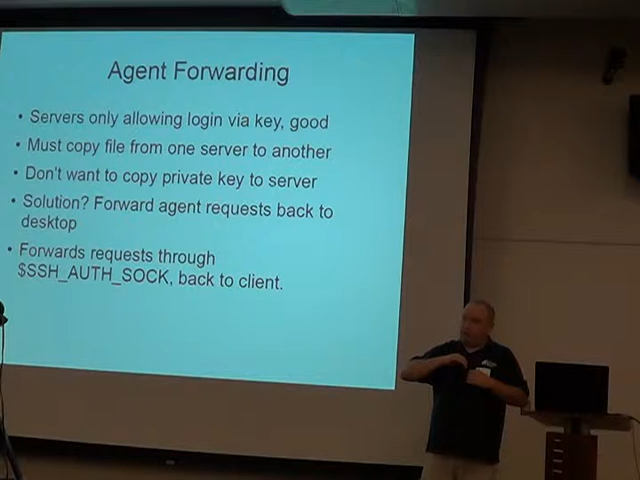 Agent Forwarding
• Servers only allowing login via key, good
• Must copy file from one server to another
• Don't want to copy private key to server
• Solution? Forward agent requests back to
desktop
• Forwards requests through
$SSH_AUTH_SOCK, back to client.